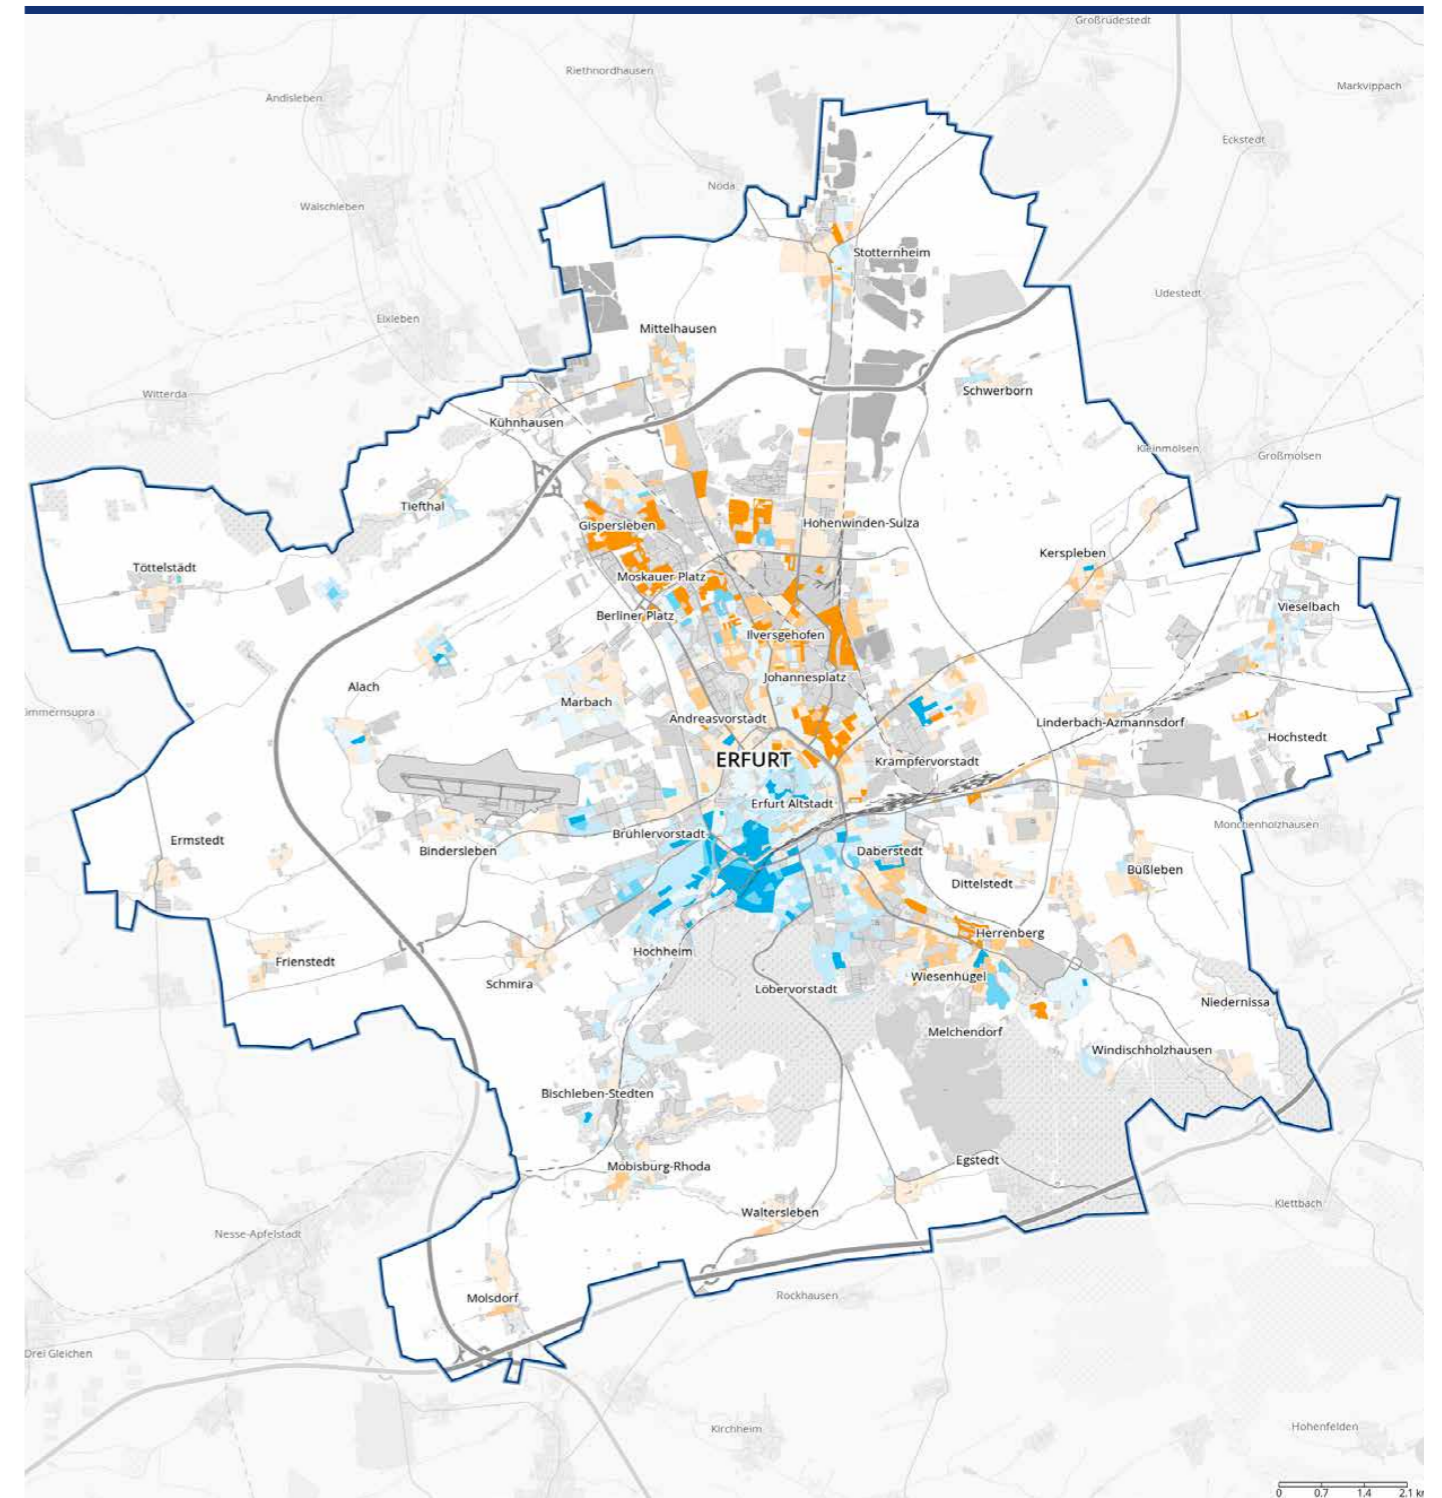 Großrudestedt
Riethnordhausen
Markvippach
Andisleben
Eckstedt
Nöda
Walschleben
Stotternheim
Udestedt
Elxleben
Mittelhausen
Witterda
Schwerborn
Kühnhausen
Kleinmölsen
Großmölsen
Tiefthal
Gispersleben
Hohenwinden-Sulza
Kerspleben
Töttelstädt
Moskauer Platz
Vieselbach
Berliner Platz
Ilversgehofen
Johannesplatz
Alach
Marbach
Andreasvorstadt
Linderbach-Azmannsdorf
Hochstedt
ERFURT
Krämpfervorstadt
Erfurt Altstadt
Mönchenholzhausen
Brühlervorstadt
Ermstedt
Bindersleben
Daberstedt
Büßleben
Dittelstedt
Herrenberg
Hochheim
Frienstedt
Schmira
Wiesenhügel
Löbervorstadt
Niedernissa
Melchendorf
Windischholzhausen
Bischleben-Stedten
Egstedt
Möbisburg-Rhoda
Klettbach
Waltersleben
Nesse-Apfelstädt
Molsdorf
Rockhausen
Drei Gleichen
Kirchheim
Hohenfelden
0 0.7 1.4 2.1